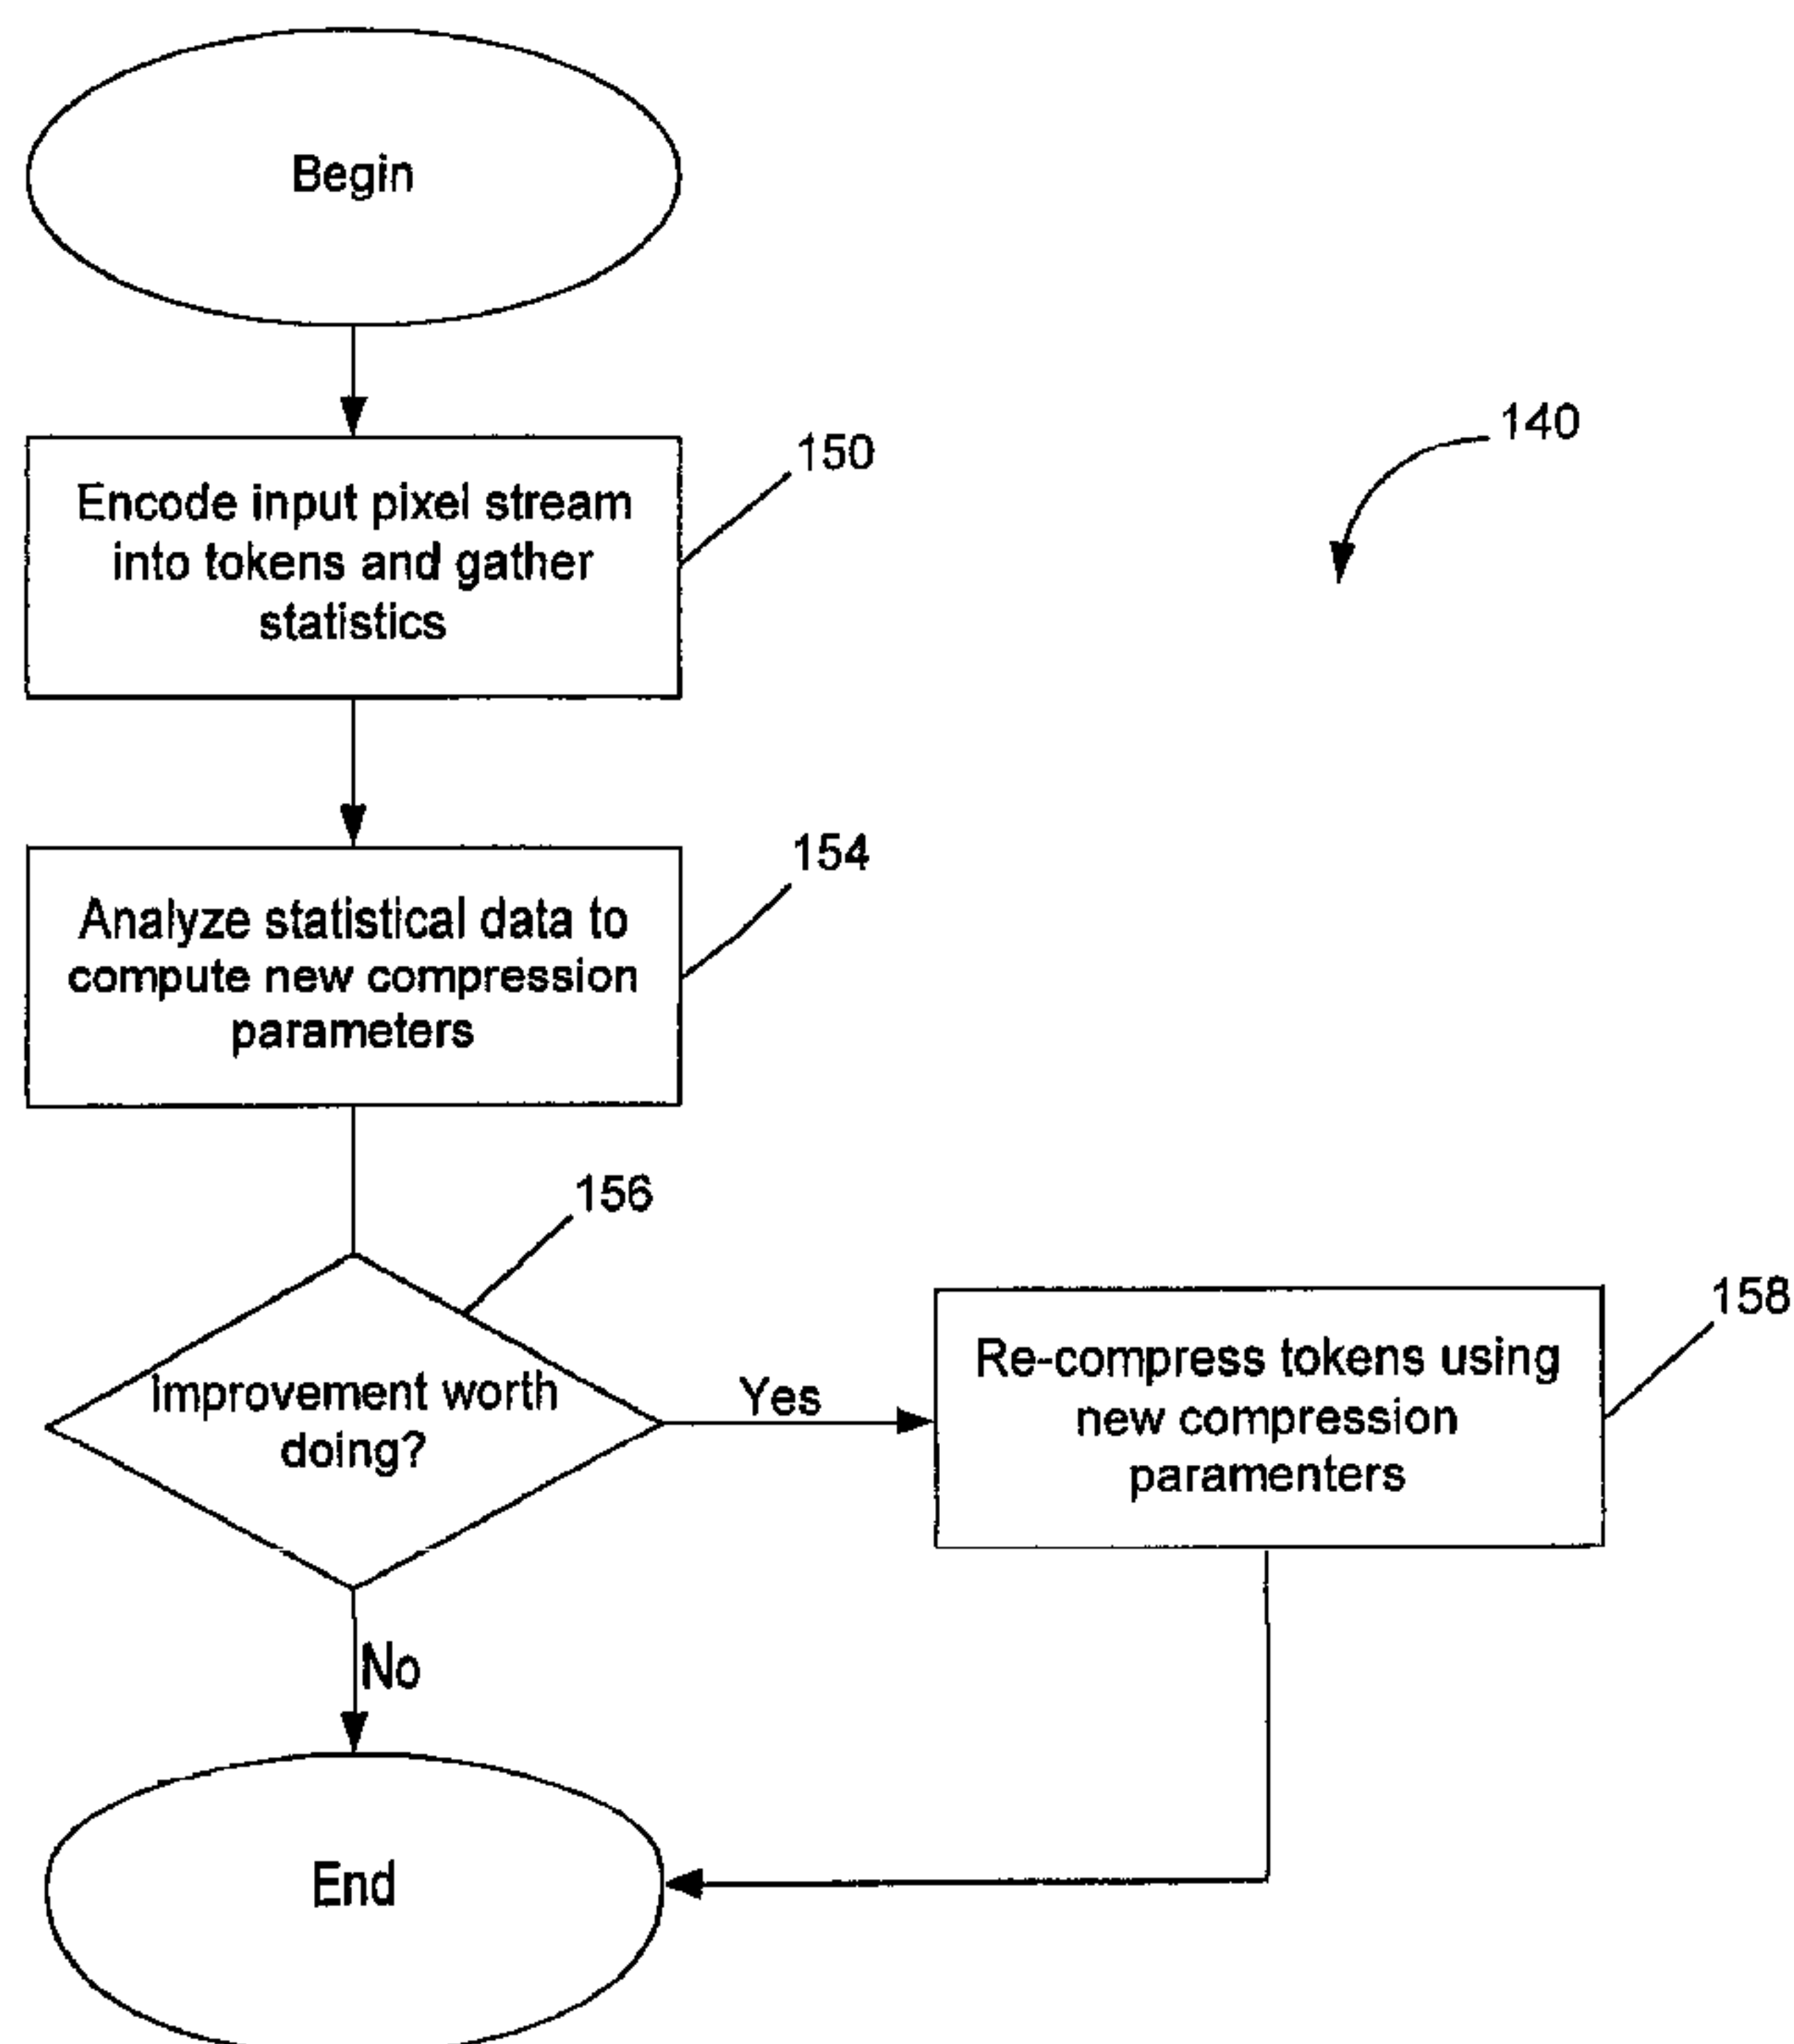 Begin
140
150
Encode input pixel stream
into tokens and gather
statistics
154
Analyze statistical data to
compute new compression
parameters
156
Improvement worth
doing?
Yes
158
Re-compress tokens using
new compression
paramenters
No
End